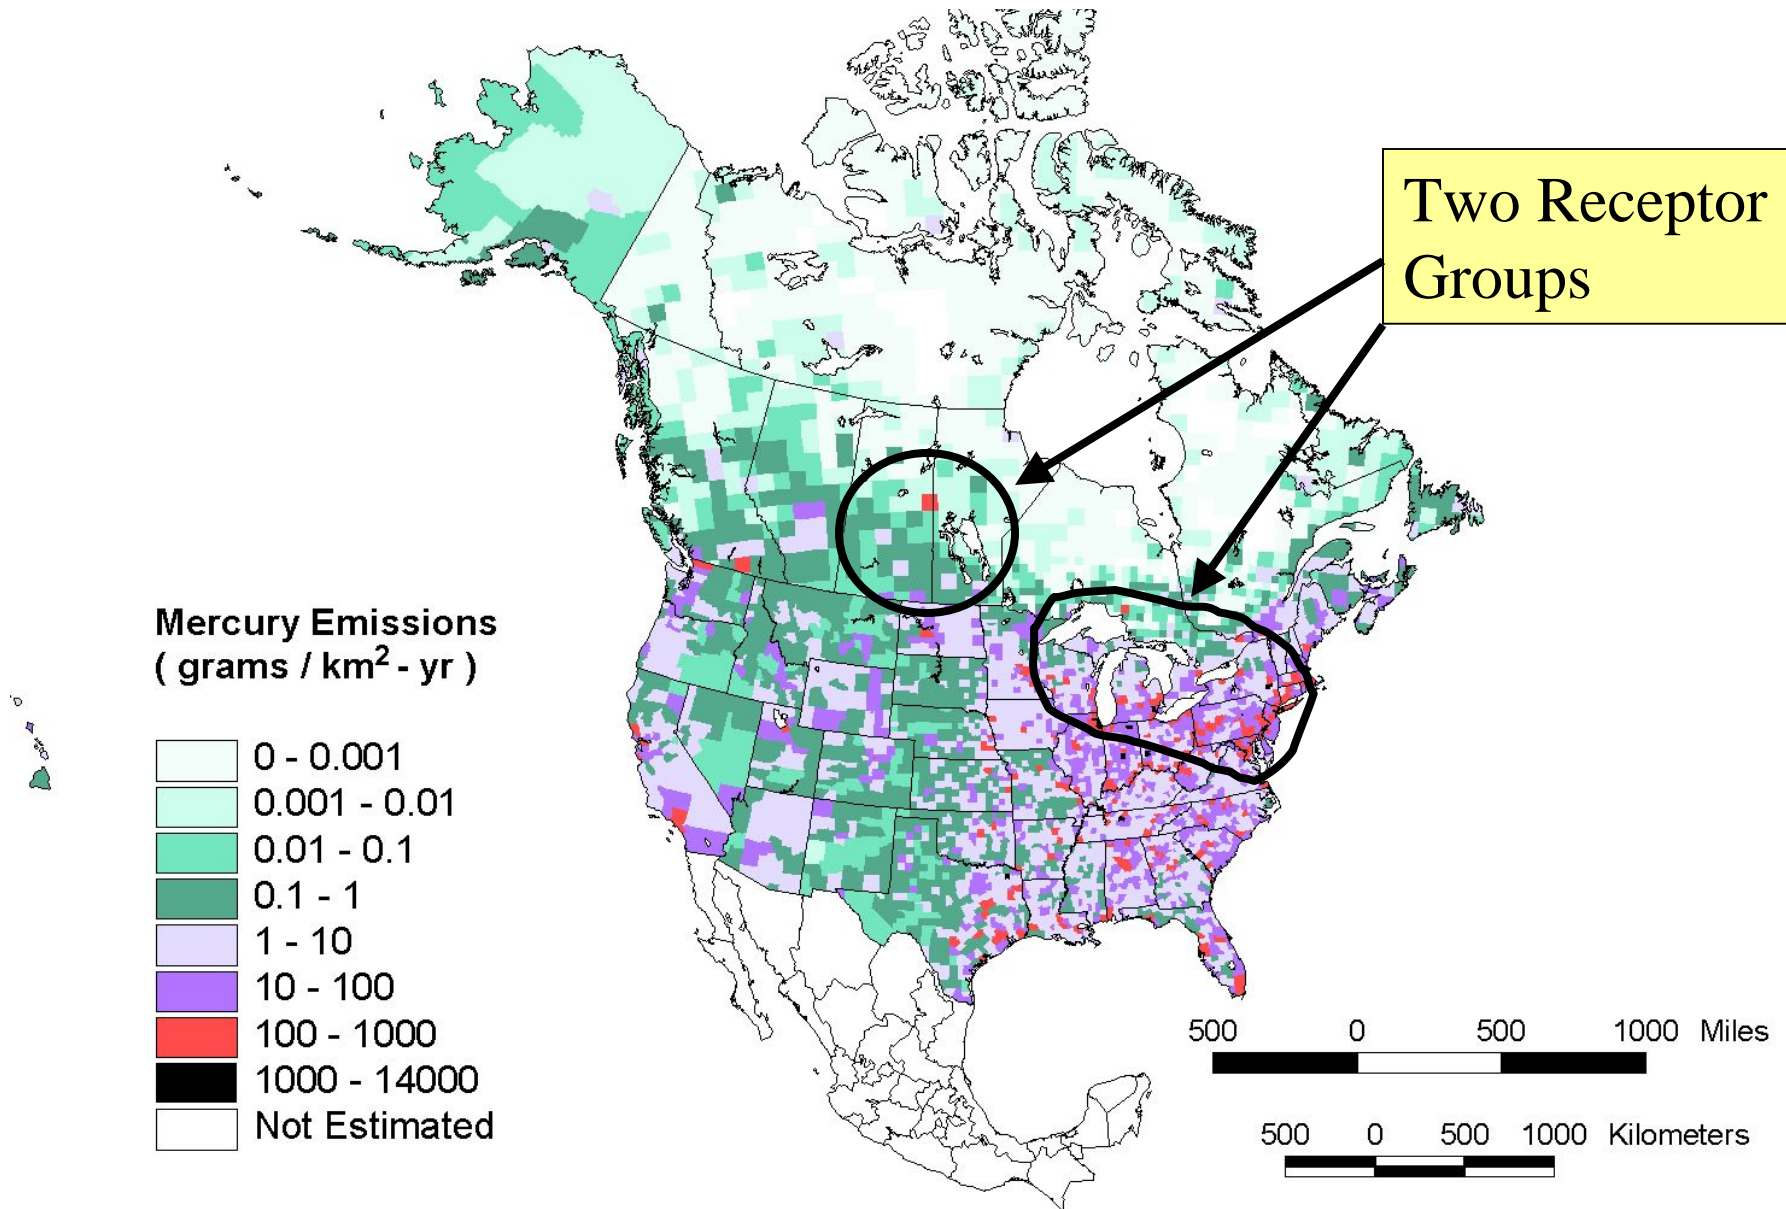 Two Receptor
Groups
Mercury Emissions
( grams / km² - yr )
0 - 0.001
0.001 - 0.01
0.01 - 0.1
0.1 - 1
1 - 10
10 - 100
100 - 1000
1000 - 14000
Not Estimated
500 0 500 1000 Miles
500 0 500 1000 Kilometers